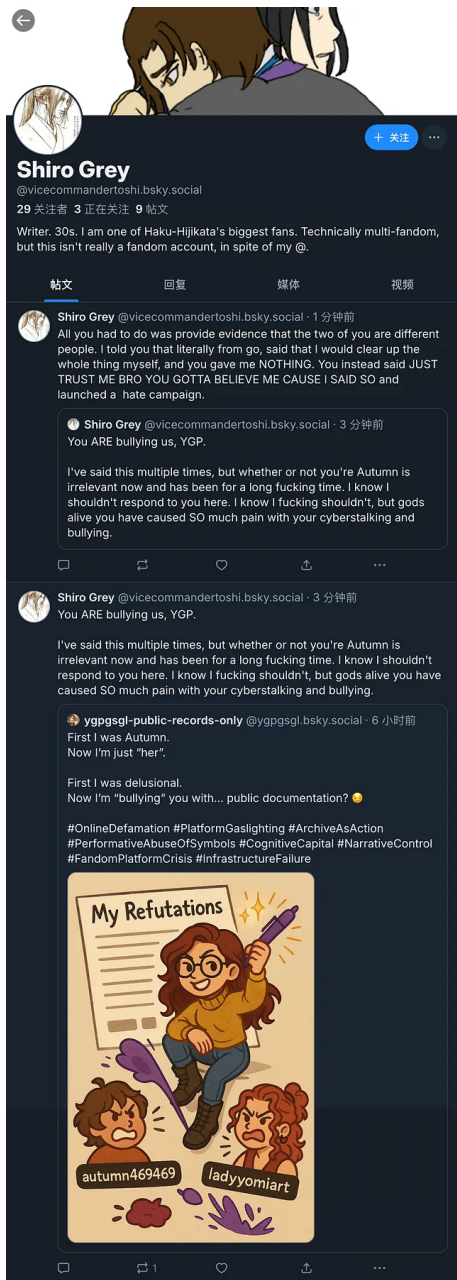 + 关注
Shiro Grey
@vicecommandertoshi.bsky.social
29 关注者 3 正在关注 9 帖文
Writer. 30s. I am one of Haku-Hijikata's biggest fans. Technically multi-fandom,
but this isn't really a fandom account, in spite of my @.
帖文 回复 媒体 视频
Shiro Grey @vicecommandertoshi.bsky.social · 1 分钟前
All you had to do was provide evidence that the two of you are different
people. I told you that literally from go, said that I would clear up the
whole thing myself, and you gave me NOTHING. You instead said JUST
TRUST ME BRO YOU GOTTA BELIEVE ME CAUSE I SAID SO and
launched a hate campaign.
Shiro Grey @vicecommandertoshi.bsky.social · 3 分钟前
You ARE bullying us, YGP.
I've said this multiple times, but whether or not you're Autumn is
irrelevant now and has been for a long fucking time. I know I
shouldn't respond to you here. I know I fucking shouldn't, but gods
alive you have caused SO much pain with your cyberstalking and
bullying.
Shiro Grey @vicecommandertoshi.bsky.social · 3 分钟前
You ARE bullying us, YGP.
I've said this multiple times, but whether or not you're Autumn is
irrelevant now and has been for a long fucking time. I know I shouldn't
respond to you here. I know I fucking shouldn't, but gods alive you have
caused SO much pain with your cyberstalking and bullying.
ygpgsgl-public-records-only @ygpgsgl.bsky.social · 6 小时前
First I was Autumn.
Now I'm just “her”.
First I was delusional.
Now I'm “bullying” you with... public documentation? 😏
#OnlineDefamation #PlatformGaslighting #ArchiveAsAction
#PerformativeAbuseOfSymbols #CognitiveCapital #NarrativeControl
#FandomPlatformCrisis #InfrastructureFailure
My Refutations
autumn469469
ladyyomiart
1